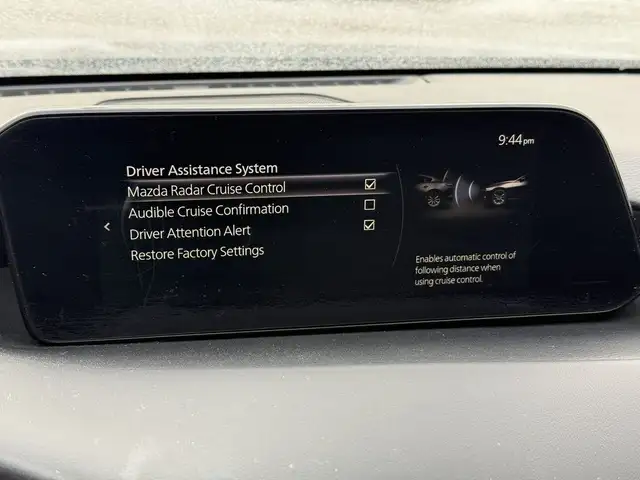 9:44pm
Driver Assistance System
Mazda Radar Cruise Control
Audible Cruise Confirmation
Driver Attention Alert
Restore Factory Settings
Enables automatic control of
following distance when
using cruise control.